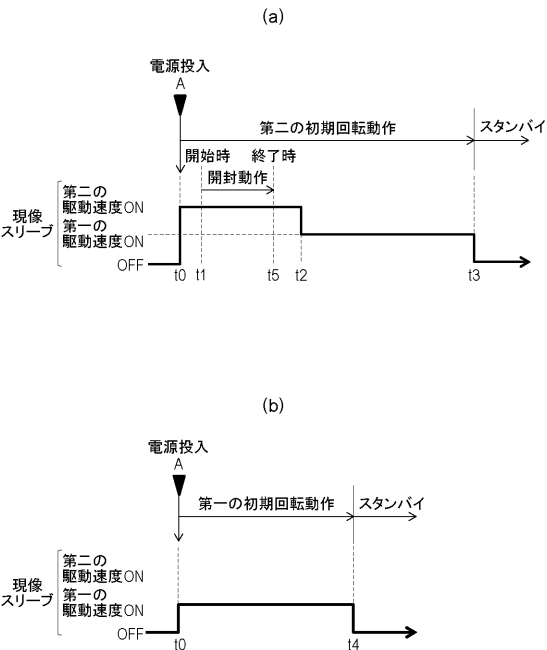 (a)
電源投入
A
第二の初期回転動作
スタンバイ
開始時
終了時
開封動作
現像
スリーブ
第二の
駆動速度ON
第一の
駆動速度ON
OFF
t0
t1
t5
t2
t3
(b)
電源投入
A
第一の初期回転動作
スタンバイ
現像
スリーブ
第二の
駆動速度ON
第一の
駆動速度ON
OFF
t0
t4